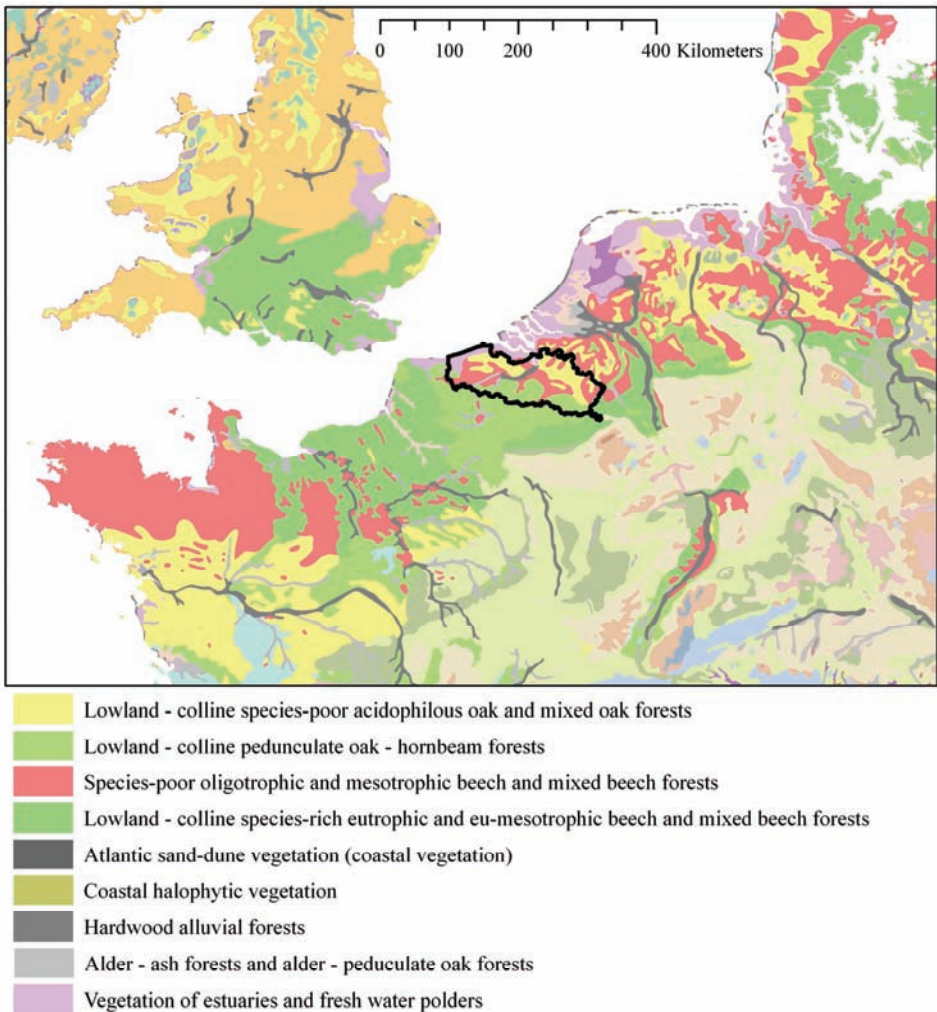 0 100 200 400 Kilometers
Lowland - colline species-poor acidophilous oak and mixed oak forests
Lowland - colline pedunculate oak - hornbeam forests
Species-poor oligotrophic and mesotrophic beech and mixed beech forests
Lowland - colline species-rich eutrophic and eu-mesotrophic beech and mixed beech forests
Atlantic sand-dune vegetation (coastal vegetation)
Coastal halophytic vegetation
Hardwood alluvial forests
Alder - ash forests and alder - peduculate oak forests
Vegetation of estuaries and fresh water polders